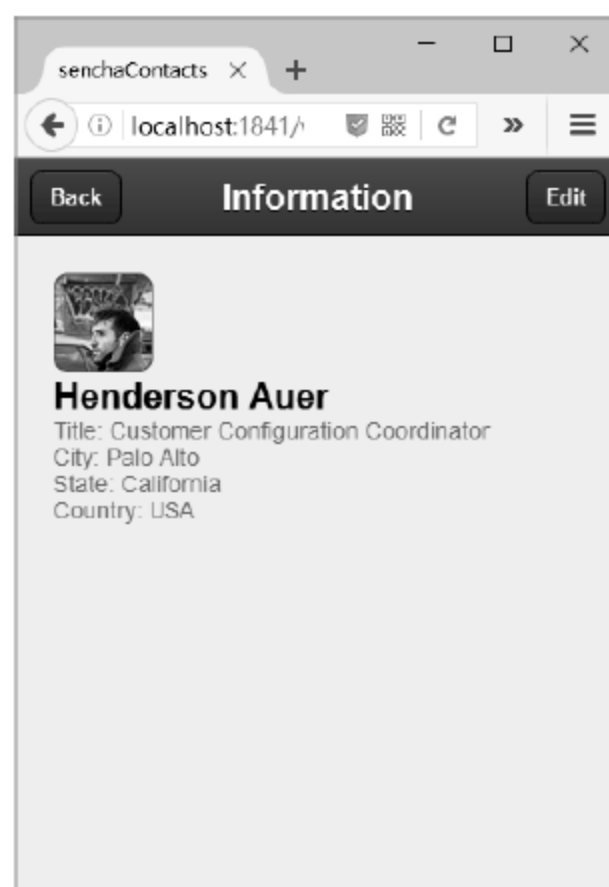 senchaContacts
localhost:1841/
Back
Information
Edit
Henderson Auer
Title: Customer Configuration Coordinator
City: Palo Alto
State: California
Country: USA